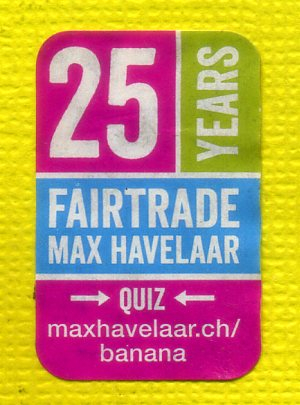 25 YEARS
FAIRTRADE
MAX HAVELAAR
→ QUIZ ←
maxhavelaar.ch/
banana